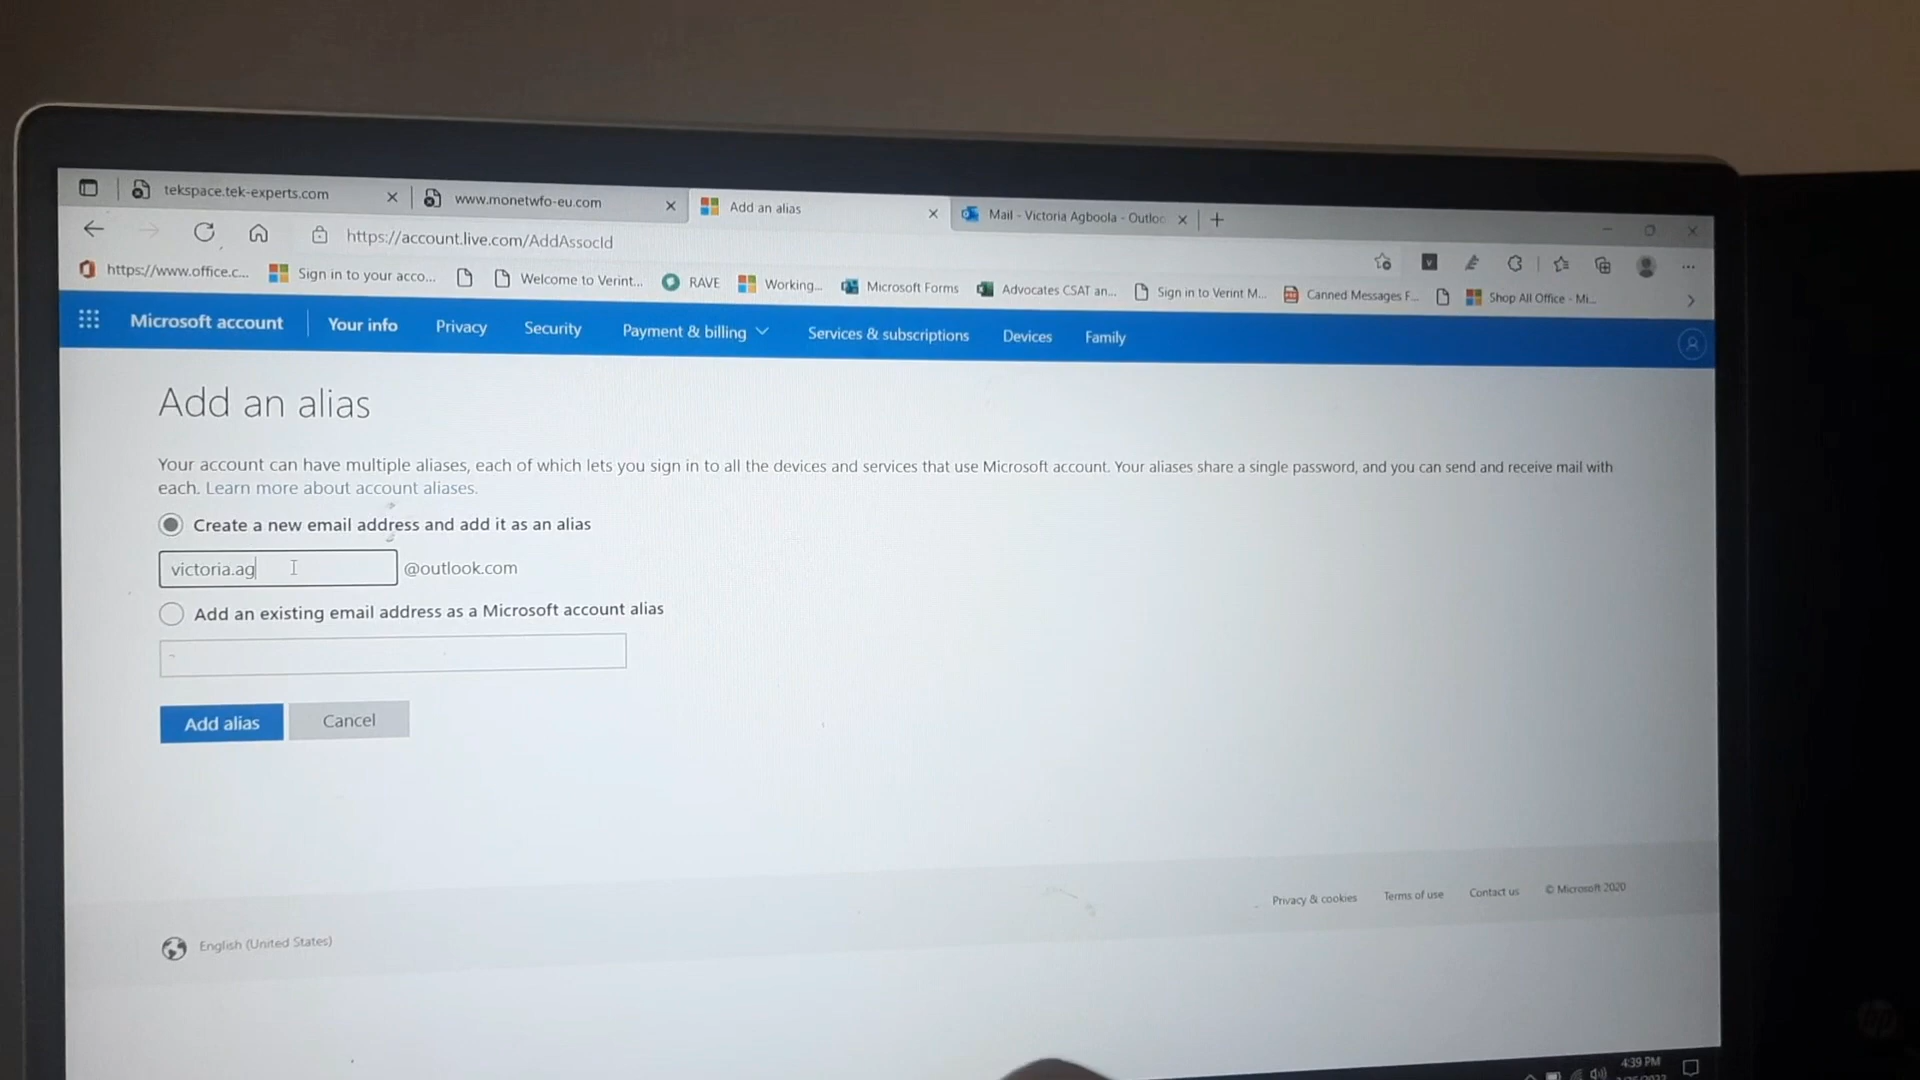 tekspace.tek-experts.com
www.monetwfo-eu.com
Add an alias
Mail - Victoria Agboola - Outloo
https://account.live.com/AddAssocId
https://www.office.c...
Sign in to your acco...
Welcome to Verint...
RAVE
Working...
Microsoft Forms
Advocates CSAT an...
Sign in to Verint M...
Canned Messages F...
Shop All Office - Mi...
Microsoft account
Your info
Privacy
Security
Payment & billing
Services & subscriptions
Devices
Family
Add an alias
Your account can have multiple aliases, each of which lets you sign in to all the devices and services that use Microsoft account. Your aliases share a single password, and you can send and receive mail with
each. Learn more about account aliases.
Create a new email address and add it as an alias
victoria.ag
@outlook.com
Add an existing email address as a Microsoft account alias
Add alias
Cancel
Privacy & cookies
Terms of use
Contact us
© Microsoft 2020
English (United States)
4:39 PM
hp